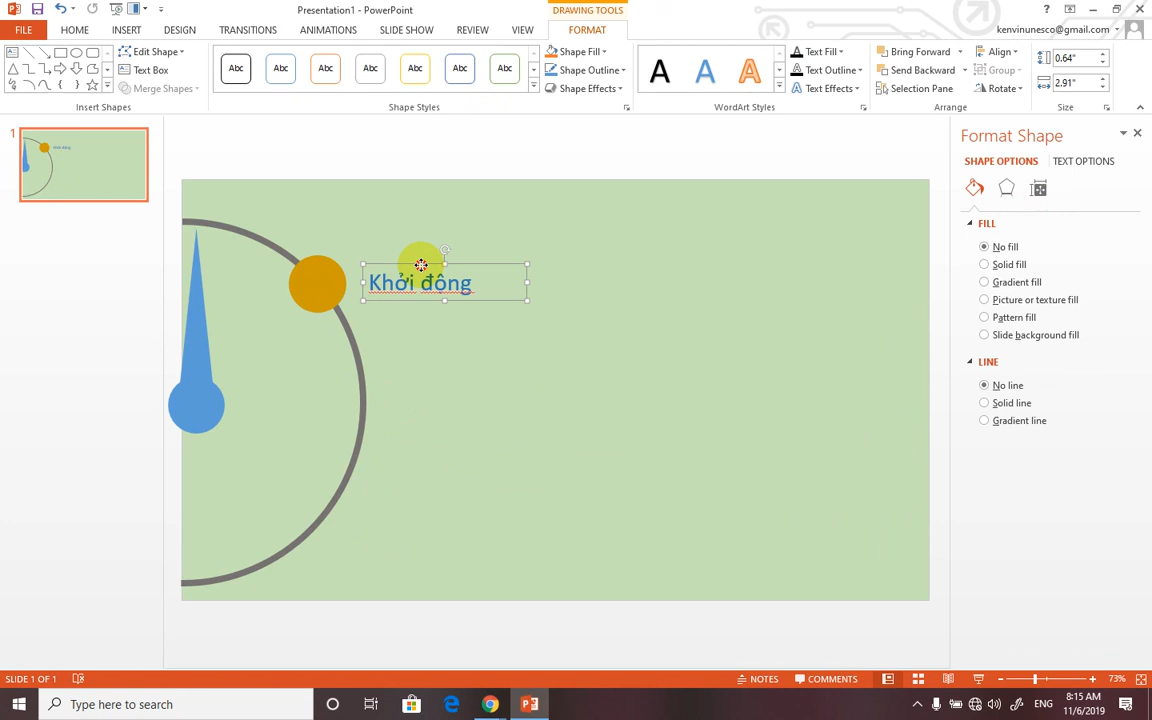 Presentation1 - PowerPoint
DRAWING TOOLS
?
FILE
HOME
INSERT
DESIGN
TRANSITIONS
ANIMATIONS
SLIDE SHOW
REVIEW
VIEW
FORMAT
kenvinunesco@gmail.com
Edit Shape
Text Box
Merge Shapes
Insert Shapes
Abc
Abc
Abc
Abc
Abc
Abc
Abc
Shape Styles
Shape Fill
Shape Outline
Shape Effects
A
A
A
WordArt Styles
Text Fill
Text Outline
Text Effects
Bring Forward
Send Backward
Selection Pane
Align
Group
Rotate
Arrange
0.64"
2.91"
Size
1
Khởi động
Khởi động
Format Shape
SHAPE OPTIONS
TEXT OPTIONS
FILL
No fill
Solid fill
Gradient fill
Picture or texture fill
Pattern fill
Slide background fill
LINE
No line
Solid line
Gradient line
SLIDE 1 OF 1
NOTES
COMMENTS
73%
Type here to search
ENG
8:15 AM
11/6/2019